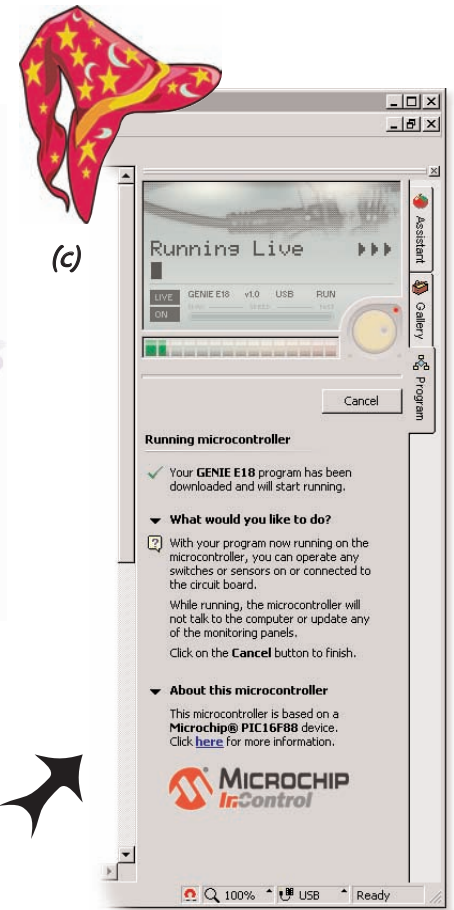 (c)
Running Live
LIVE GENIE E18 v1.0 USB RUN
ON
Assistant
Gallery
Program
Cancel
Running microcontroller
Your GENIE E18 program has been
downloaded and will start running.
What would you like to do?
With your program now running on the
microcontroller, you can operate any
switches or sensors on or connected to
the circuit board.
While running, the microcontroller will
not talk to the computer or update any
of the monitoring panels.
Click on the Cancel button to finish.
About this microcontroller
This microcontroller is based on a
Microchip® PIC16F88 device.
Click here for more information.
MICROCHIP
InControl
100% USB Ready